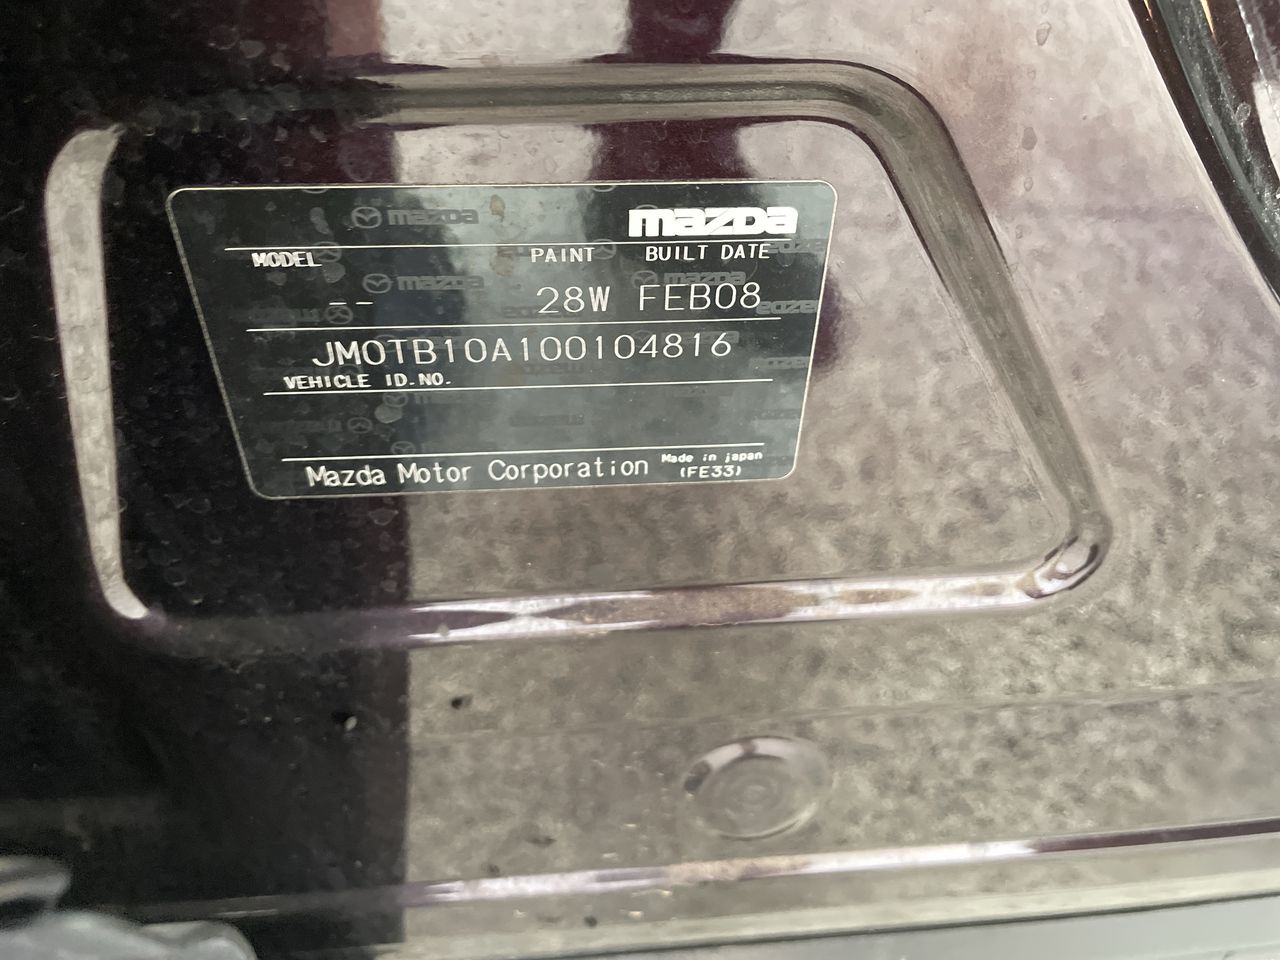 mazda
MODEL PAINT BUILT DATE
-- 28W FEB08
JM0TB10A100104816
VEHICLE ID.NO.
Mazda Motor Corporation Made in japan
(FE33)